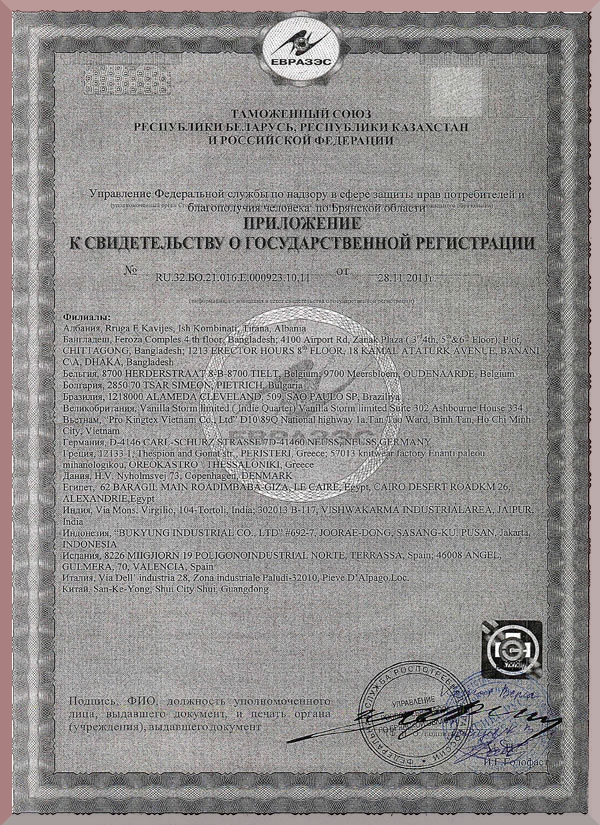 ЕВРАЗЭС
ТАМОЖЕННЫЙ СОЮЗ
РЕСПУБЛИКИ БЕЛАРУСЬ, РЕСПУБЛИКИ КАЗАХСТАН
И РОССИЙСКОЙ ФЕДЕРАЦИИ
Управление Федеральной службы по надзору в сфере защиты прав потребителей и
благополучия человека по Брянской области
ПРИЛОЖЕНИЕ
К СВИДЕТЕЛЬСТВУ О ГОСУДАРСТВЕННОЙ РЕГИСТРАЦИИ
№ RU.32.БО.21.016.Е.000923.10.11 от 28.11.2011г
Филиалы:
Албания, Rruga E Kavijes, Ish Kombinati, Tirana, Albania
Бангладеш, Feroza Comples 4 th floor, Bangladesh; 4100 Airport Rd, Zanak Plaza ( 3rd4th, 5th&6th Floor), Plot,
CHITTAGONG, Bangladesh; 1213 ERECTOR HOURS 8th FLOOR, 18 KAMAL ATATURK AVENUE, BANAN,
C\A, DHAKA, Bangladesh
Бельгия, 8700 HERDERSTRAAT 8-B-8700-TIELT, Belgium, 9700 Meersbloem, OUDENAARDE, Belgium
Болгария, 2850 70 TSAR SIMEON, PIETRICH, Bulgaria
Бразилия, 1218000 ALAMEDA CLEVELAND, 509, SAO PAULO SP, Braziliya
Великобритания, Vanilla Storm limited ( Indie Quarter) Vanilla Storm limited Suite 302 Ashbourne House 334
Вьетнам, "Pro Kingtex Vietnam Co., Ltd" D10/89Q National highway 1a, Tan Tao Ward, Binh Tan, Ho Chi Minh
City, Vietnam
Германия, D-4146 CARL-SCHURZ STRASSE7D-41460 NEUSS, NEUSS, GERMANY
Греция, 12133-1, Thespion and Gonat str., PERISTERI, Greece; 57013 knitwear factory Enanti paleou
mihanologikou, OREOKASTRO , THESSALONIKI, Greece
Дания, H.V. Nyholmsvej 73, Copenhagen, DENMARK
Египет, 62 BARAGIL MAIN ROADIMBABA GIZA, LE CAIRE, Egypt, CAIRO DESERT ROADKM 26,
ALEXANDRIE,Egypt
Индия, Via Mons. Virgilio, 104-Tortoli, India; 302013 B-117, VISHWAKARMA INDUSTRIALAREA, JAIPUR,
India
Индонезия, "BUKYUNG INDUSTRIAL CO., LTD" #692-7, JOORAE-DONG, SASANG-KU, PUSAN, Jakarta,
INDONESIA
Испания, 8226 MIIGJIORN 19 POLIGONOINDUSTRIAL NORTE, TERRASSA, Spain; 46008 ANGEL,
GULMERA, 70, VALENCIA, Spain
Италия, Via Dell' industria 28, Zona industriale Paludi-32010, Pieve D'Alpago.Loc.
Китай, San-Ke-Yong, Shui City Shui, Guangdong
ЕВРАЗЭС
Подпись, ФИО, должность уполномоченного
лица, выдавшего документ, и печать органа
(учреждения), выдавшего документ
УПРАВЛЕНИЕ